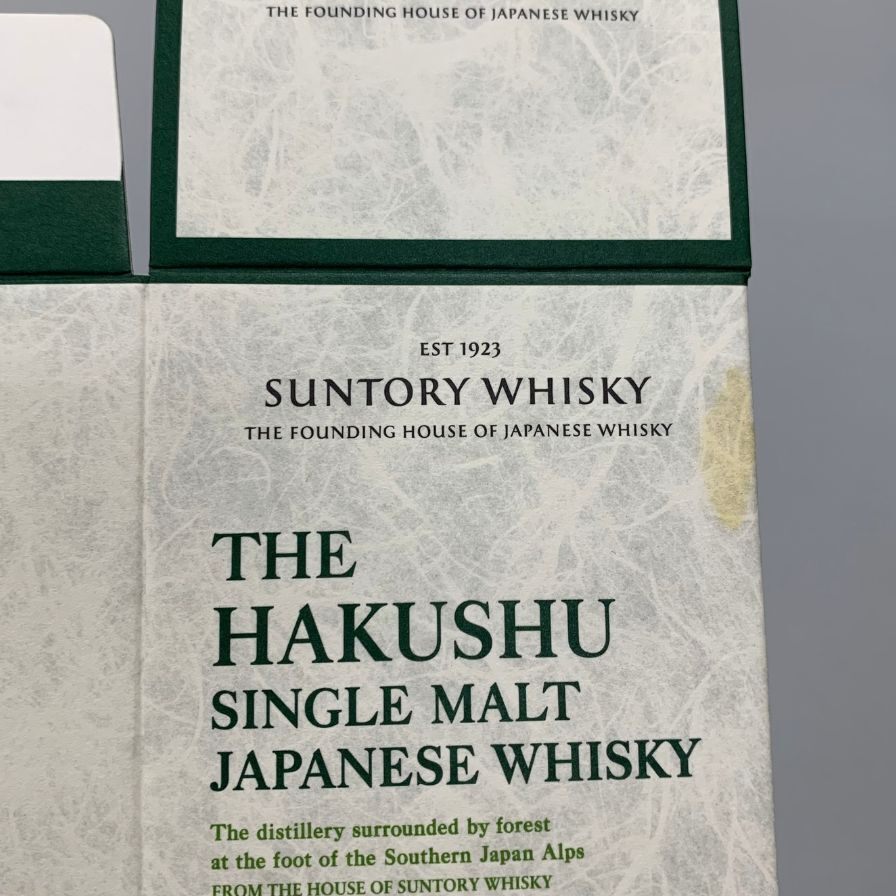 THE FOUNDING HOUSE OF JAPANESE WHISKY
EST 1923
SUNTORY WHISKY
THE FOUNDING HOUSE OF JAPANESE WHISKY
THE
HAKUSHU
SINGLE MALT
JAPANESE WHISKY
The distillery surrounded by forest
at the foot of the Southern Japan Alps
FROM THE HOUSE OF SUNTORY WHISKY